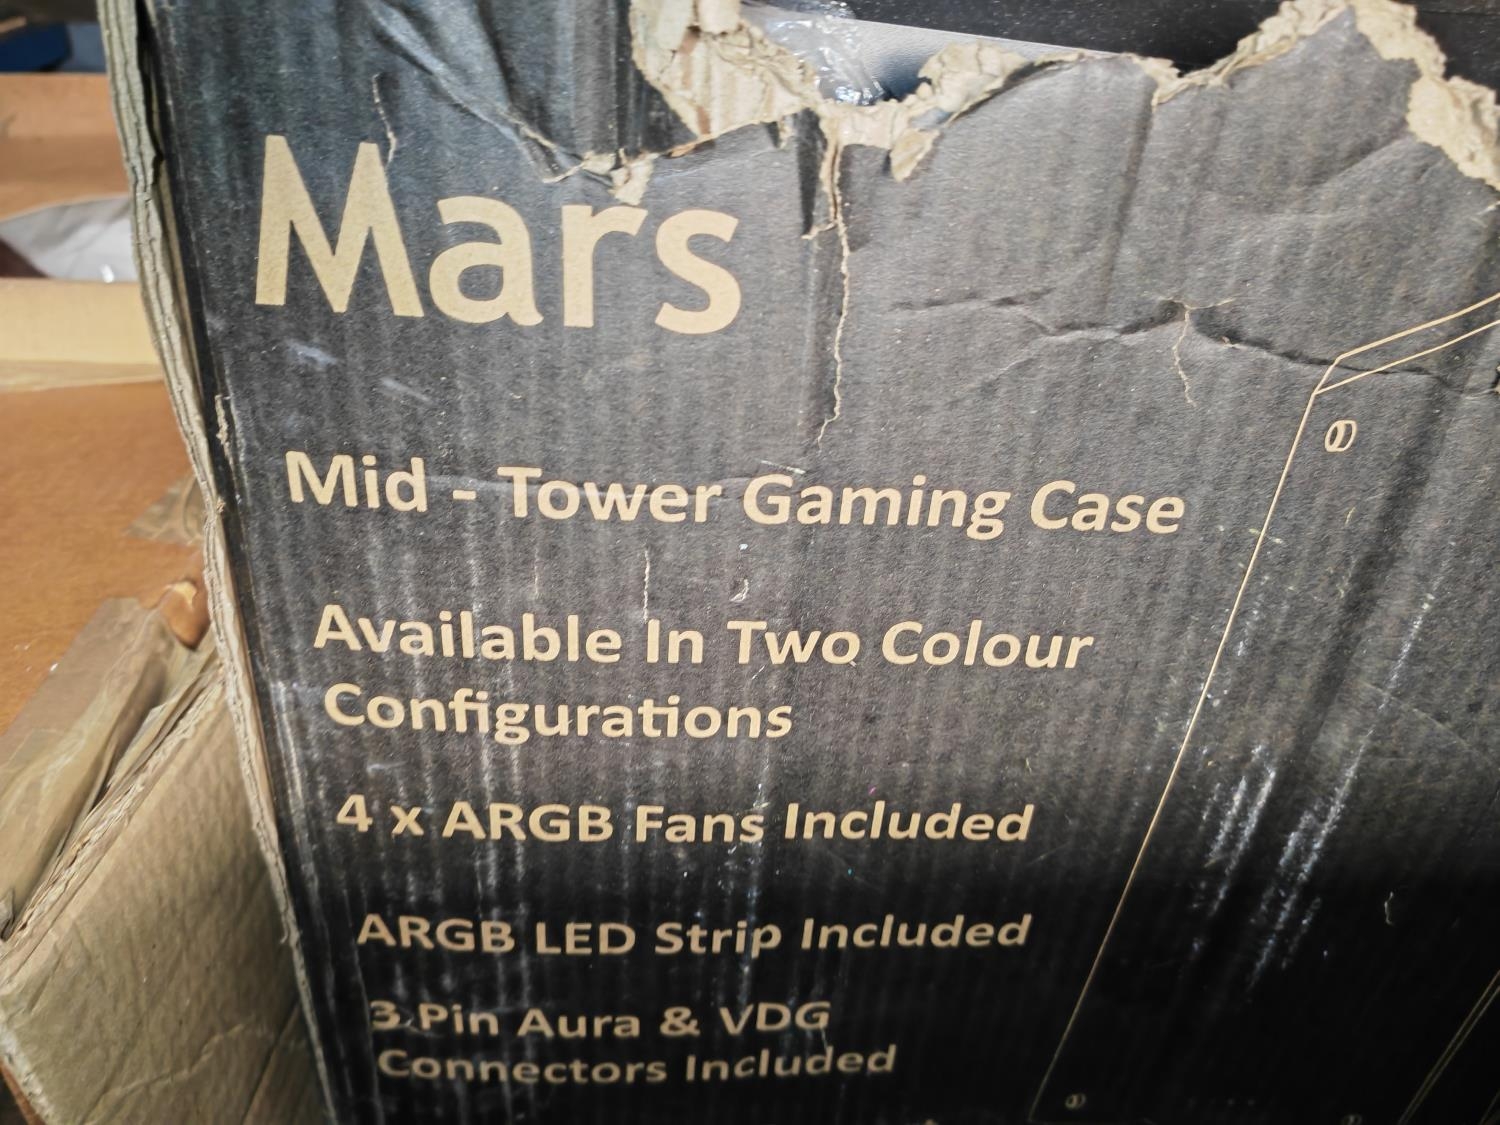 Mars
Mid - Tower Gaming Case
Available In Two Colour
Configurations
4 x ARGB Fans Included
ARGB LED Strip Included
3 Pin Aura & VDG
Connectors Included